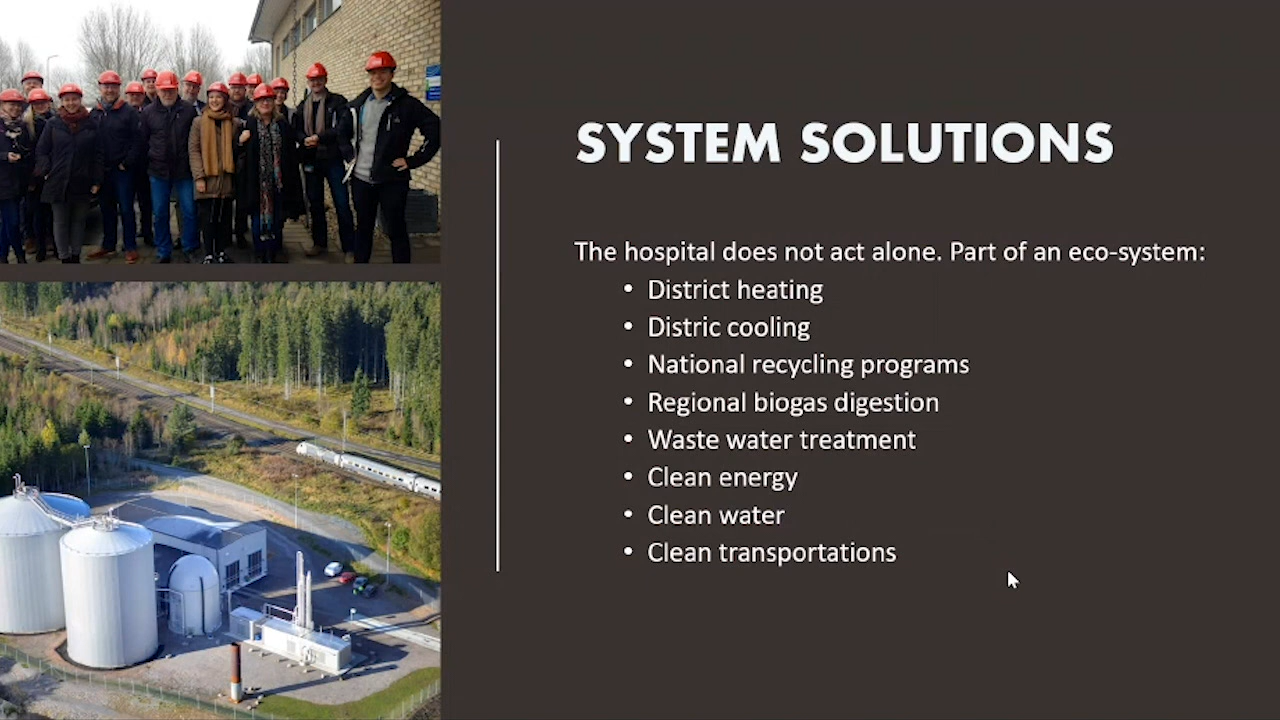 SYSTEM SOLUTIONS
The hospital does not act alone. Part of an eco-system:
• District heating
• Distric cooling
• National recycling programs
• Regional biogas digestion
• Waste water treatment
• Clean energy
• Clean water
• Clean transportations